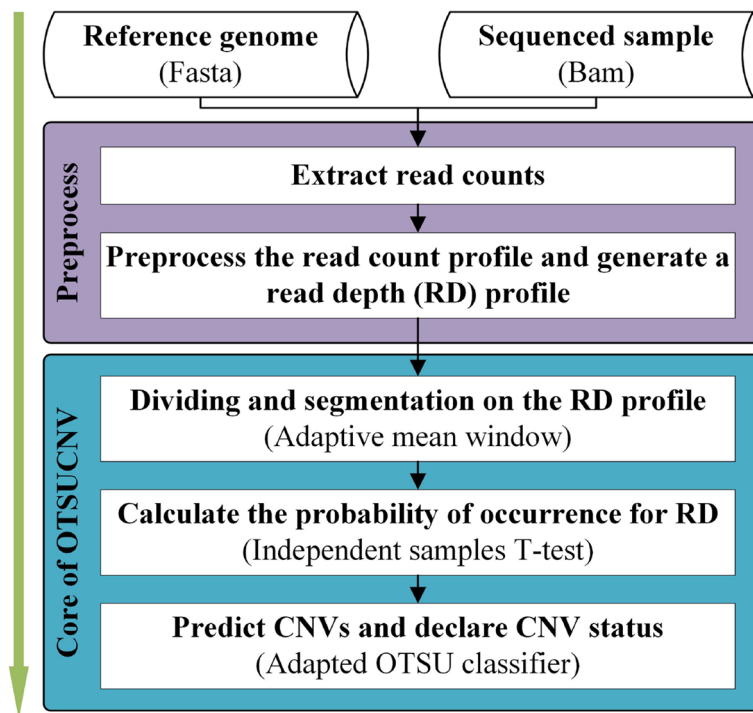 Reference genome
(Fasta)
Sequenced sample
(Bam)
Preprocess
Extract read counts
Preprocess the read count profile and generate a
read depth (RD) profile
Core of OTSUCNV
Dividing and segmentation on the RD profile
(Adaptive mean window)
Calculate the probability of occurrence for RD
(Independent samples T-test)
Predict CNVs and declare CNV status
(Adapted OTSU classifier)